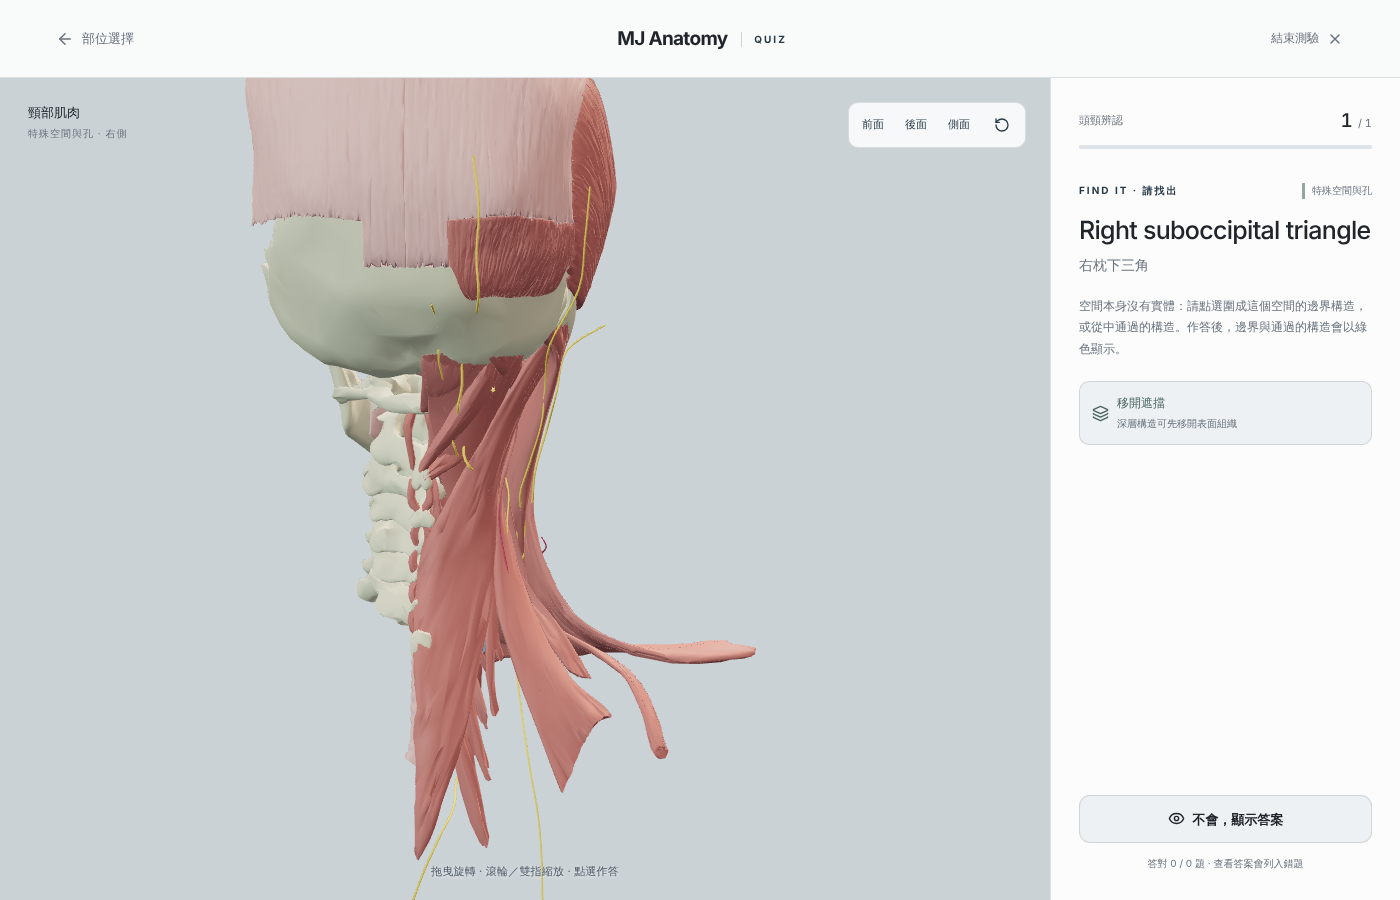 部位選擇
MJ Anatomy
QUIZ
結束測驗
頸部肌肉
特殊空間與孔 · 右側
前面
後面
側面
頭頸辨認
1 / 1
FIND IT · 請找出
特殊空間與孔
Right suboccipital triangle
右枕下三角
空間本身沒有實體：請點選圍成這個空間的邊界構造，
或從中通過的構造。作答後，邊界與通過的構造會以綠
色顯示。
移開遮擋
深層構造可先移開表面組織
不會，顯示答案
答對 0 / 0 題 · 查看答案會列入錯題
拖曳旋轉 · 滾輪／雙指縮放 · 點選作答